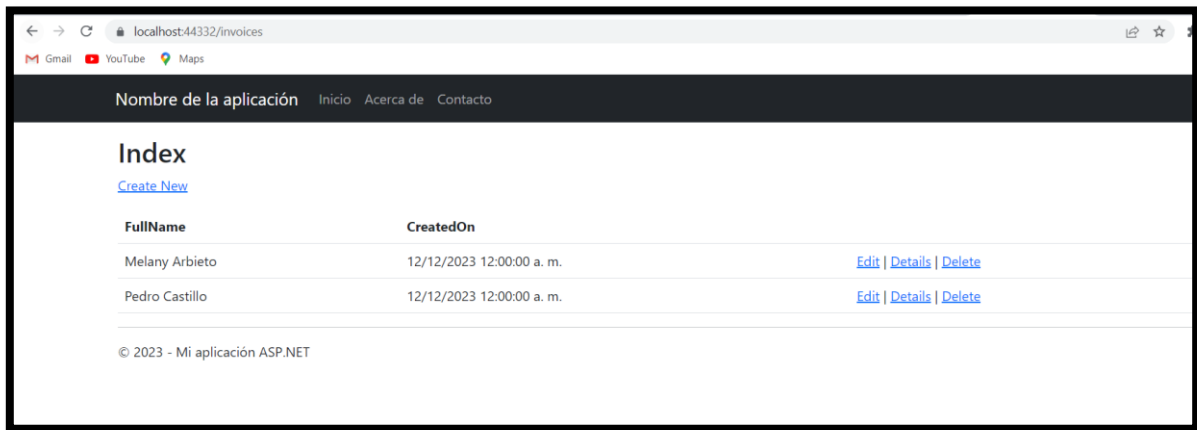 localhost:44332/invoices
Gmail YouTube Maps
Nombre de la aplicación Inicio Acerca de Contacto
Index
Create New
FullName CreatedOn
Melany Arbieto 12/12/2023 12:00:00 a. m. Edit | Details | Delete
Pedro Castillo 12/12/2023 12:00:00 a. m. Edit | Details | Delete
© 2023 - Mi aplicación ASP.NET